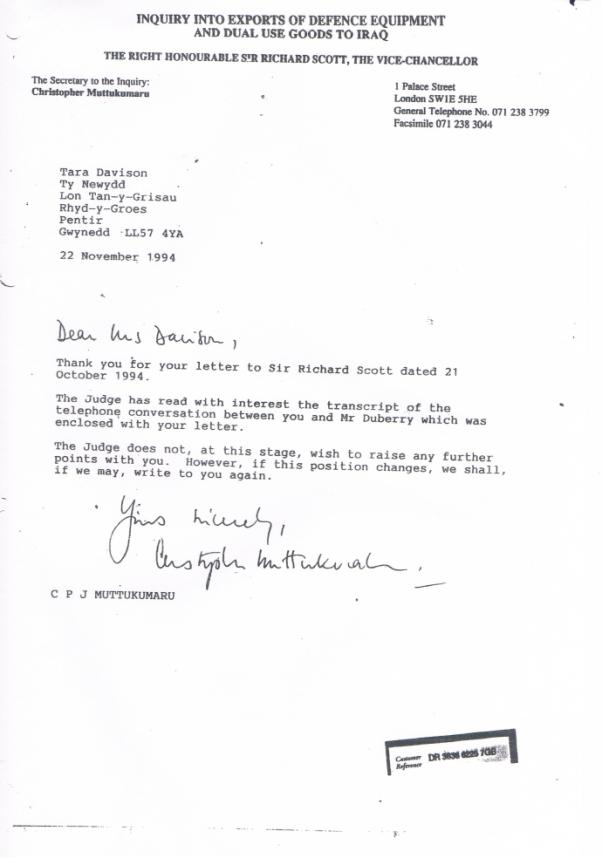 INQUIRY INTO EXPORTS OF DEFENCE EQUIPMENT
AND DUAL USE GOODS TO IRAQ
THE RIGHT HONOURABLE SIR RICHARD SCOTT, THE VICE-CHANCELLOR
The Secretary to the Inquiry:
Christopher Muttukumaru
1 Palace Street
London SW1E 5HE
General Telephone No. 071 238 3799
Facsimile 071 238 3044
Tara Davison
Ty Newydd
Lon Tan-y-Grisau
Rhyd-y-Groes
Pentir
Gwynedd LL57 4YA
22 November 1994
Dear Mrs Davison,
Thank you for your letter to Sir Richard Scott dated 21
October 1994.
The Judge has read with interest the transcript of the
telephone conversation between you and Mr Duberry which was
enclosed with your letter.
The Judge does not, at this stage, wish to raise any further
points with you. However, if this position changes, we shall,
if we may, write to you again.
Yours sincerely,
Christopher Muttukumaru.
C P J MUTTUKUMARU
Customer
Reference
DR